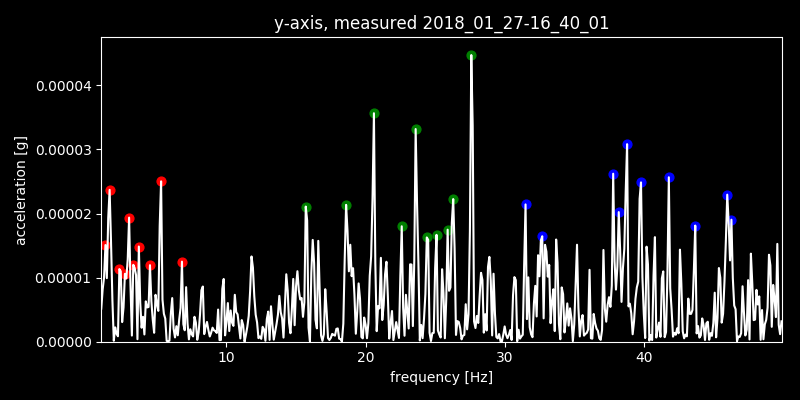 y-axis, measured 2018_01_27-16_40_01
acceleration [g]
0.00004
0.00003
0.00002
0.00001
0.00000
10 20 30 40
frequency [Hz]